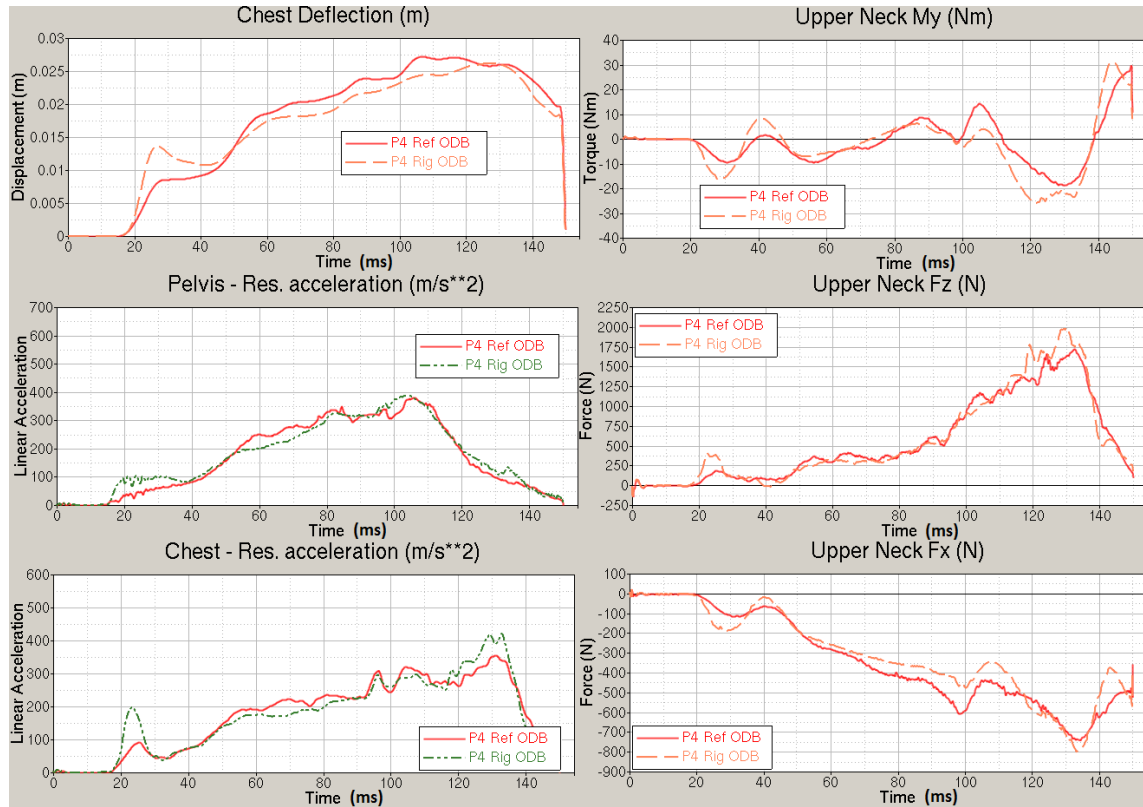 Chest Deflection (m)
Displacement (m)
0.03
0.025
0.02
0.015
0.01
0.005
0
P4 Ref ODB
P4 Rig ODB
0 20 40 60 80 100 120 140
Time (ms)
Upper Neck My (Nm)
Torque (Nm)
40
30
20
10
0
-10
-20
-30
-40
P4 Ref ODB
P4 Rig ODB
0 20 40 60 80 100 120 140
Time (ms)
Pelvis - Res. acceleration (m/s**2)
Linear Acceleration
700
600
500
400
300
200
100
0
P4 Ref ODB
P4 Rig ODB
0 20 40 60 80 100 120 140
Time (ms)
Upper Neck Fz (N)
Force (N)
2250
2000
1750
1500
1250
1000
750
500
250
0
-250
P4 Ref ODB
P4 Rig ODB
0 20 40 60 80 100 120 140
Time (ms)
Chest - Res. acceleration (m/s**2)
Linear Acceleration
600
500
400
300
200
100
0
P4 Ref ODB
P4 Rig ODB
0 20 40 60 80 100 120 140
Time (ms)
Upper Neck Fx (N)
Force (N)
100
0
-100
-200
-300
-400
-500
-600
-700
-800
-900
P4 Ref ODB
P4 Rig ODB
0 20 40 60 80 100 120 140
Time (ms)